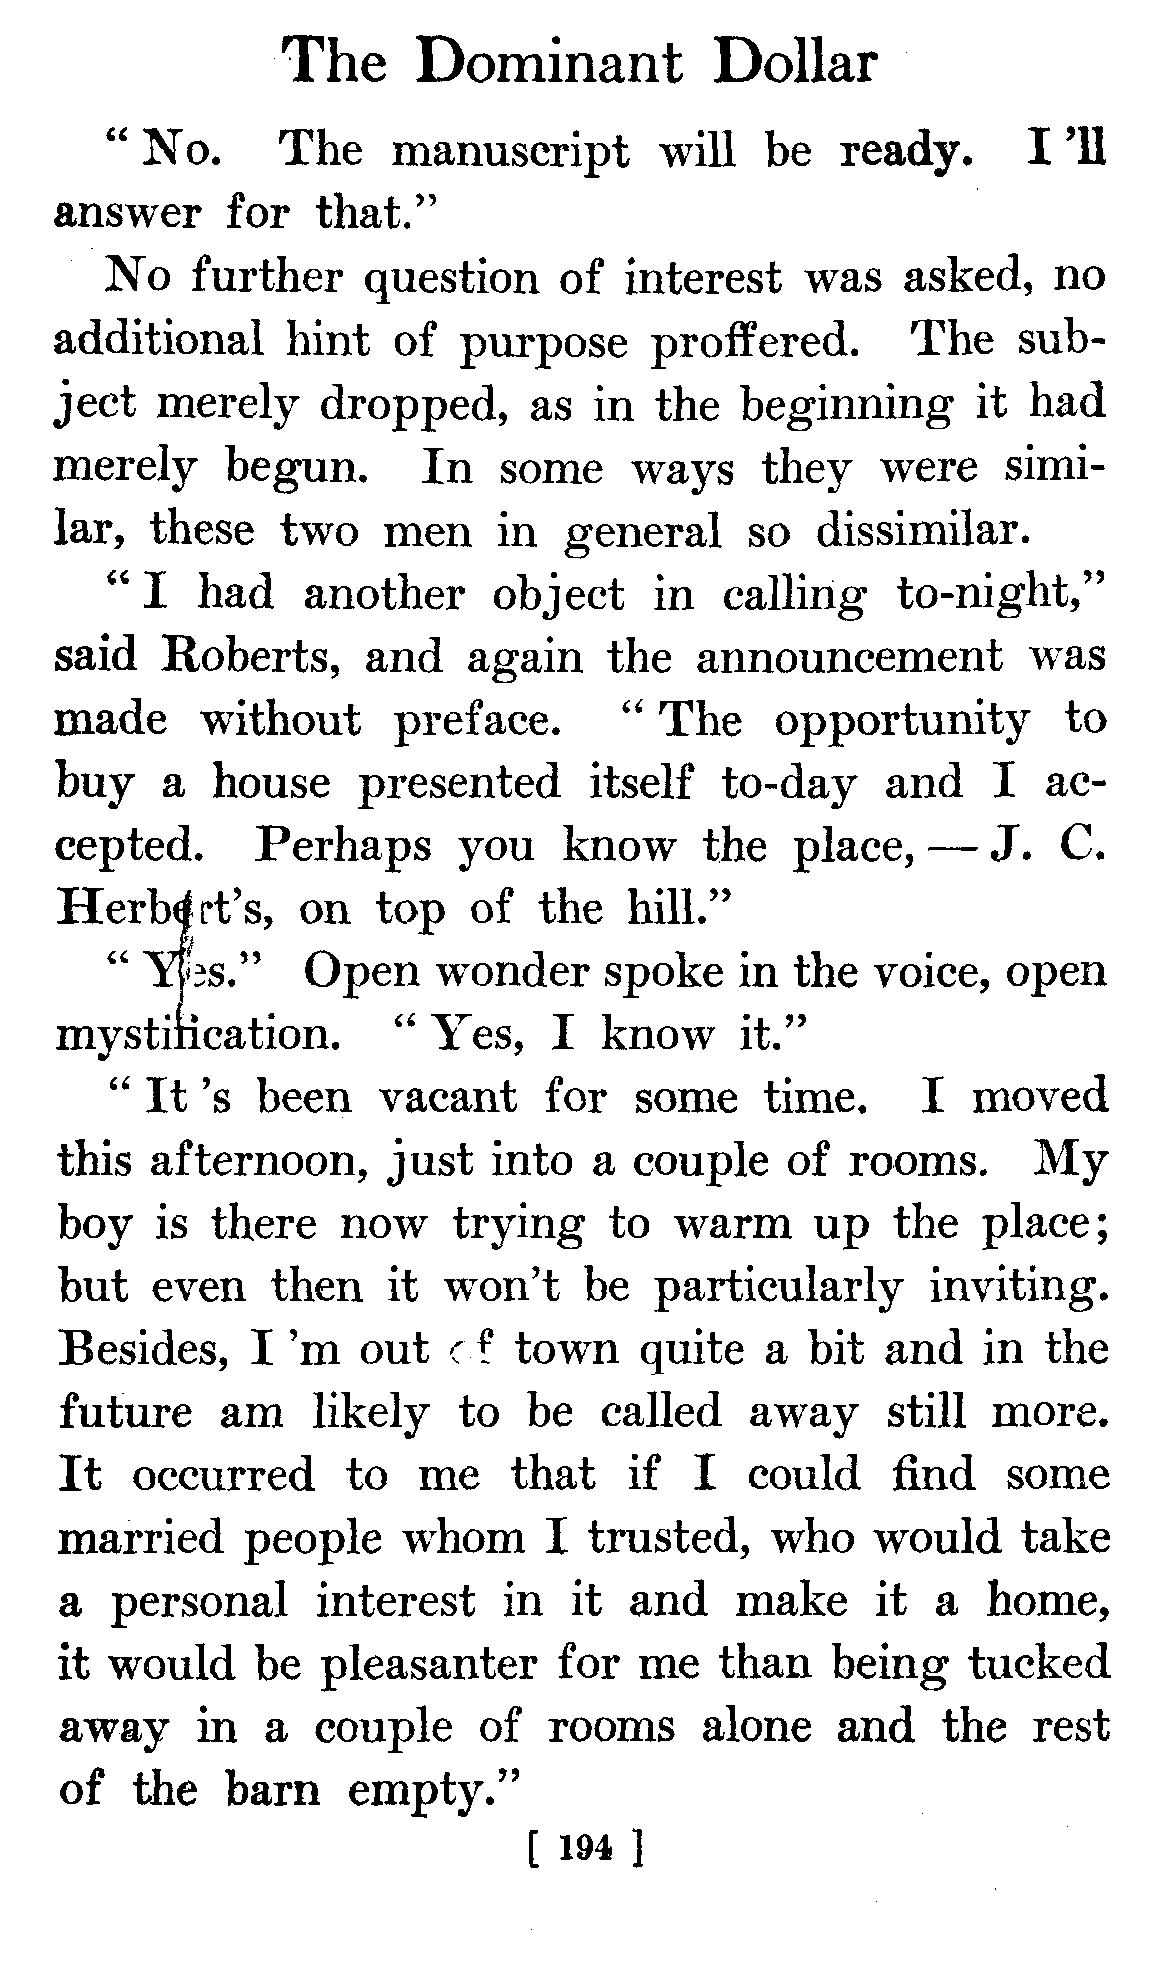 The Dominant Dollar
“ No. The manuscript will be ready. I ’ll
answer for that.”
No further question of interest was asked, no
additional hint of purpose proffered. The sub-
ject merely dropped, as in the beginning it had
merely begun. In some ways they were simi-
lar, these two men in general so dissimilar.
“ I had another object in calling to-night,”
said Roberts, and again the announcement was
made without preface. “ The opportunity to
buy a house presented itself to-day and I ac-
cepted. Perhaps you know the place, — J. C.
Herbert’s, on top of the hill.”
“ Yes.” Open wonder spoke in the voice, open
mystification. “ Yes, I know it.”
“ It ’s been vacant for some time. I moved
this afternoon, just into a couple of rooms. My
boy is there now trying to warm up the place;
but even then it won’t be particularly inviting.
Besides, I ’m out of town quite a bit and in the
future am likely to be called away still more.
It occurred to me that if I could find some
married people whom I trusted, who would take
a personal interest in it and make it a home,
it would be pleasanter for me than being tucked
away in a couple of rooms alone and the rest
of the barn empty.”
[ 194 ]